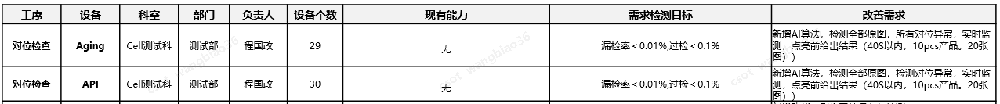 工序 设备 科室 部门 负责人 设备个数 现有能力 需求检测目标 改善需求
对位检查 Aging Cell测试科 测试部 程国政 29 无 漏检率＜0.01%,过检＜0.1% 新增AI算法，检测全部原图，所有对位异常，实时监
测，点亮前给出结果（40S以内，10pcs产品。20张
图））
对位检查 API Cell测试科 测试部 程国政 30 无 漏检率＜0.01%,过检＜0.1% 新增AI算法，检测全部原图，检测对位异常，实时监
测，点亮前给出结果（40S以内，10pcs产品。20张
图））
csot wangbiao36
csot wangbiao36